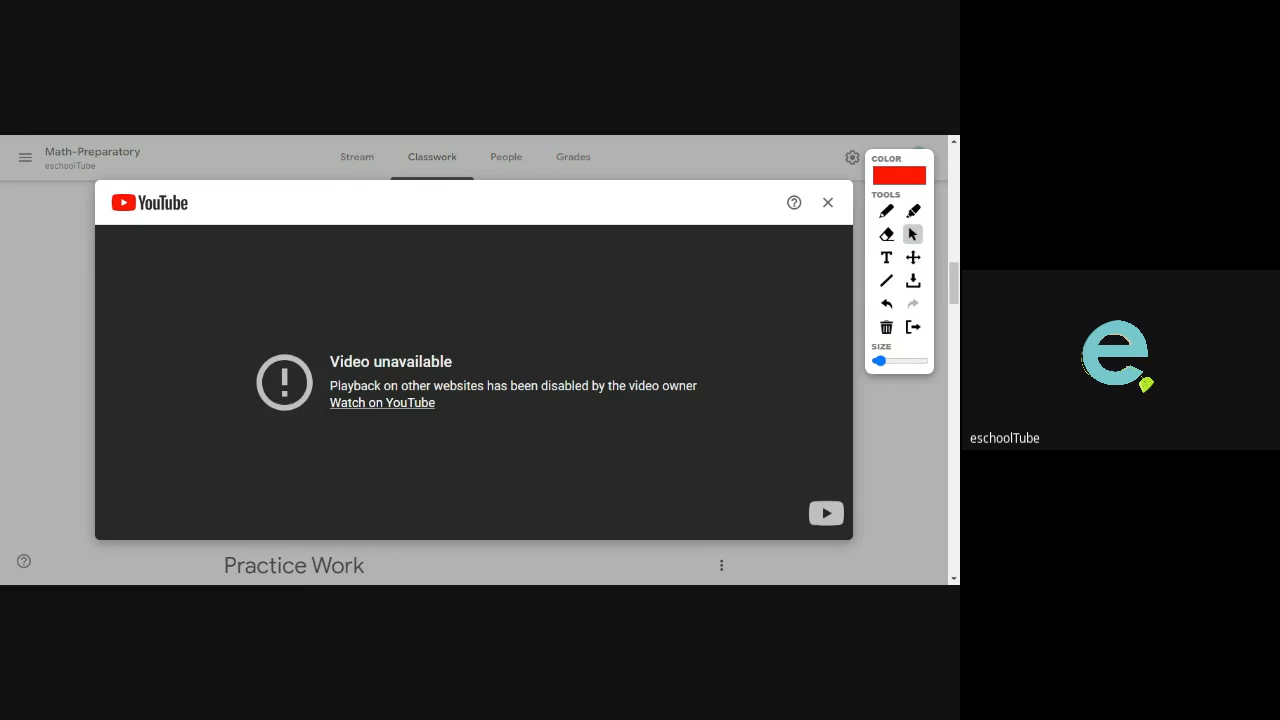 Math-Preparatory
eschoolTube
Stream
Classwork
People
Grades
COLOR
TOOLS
T
SIZE
YouTube
Video unavailable
Playback on other websites has been disabled by the video owner
Watch on YouTube
Practice Work
e
eschoolTube